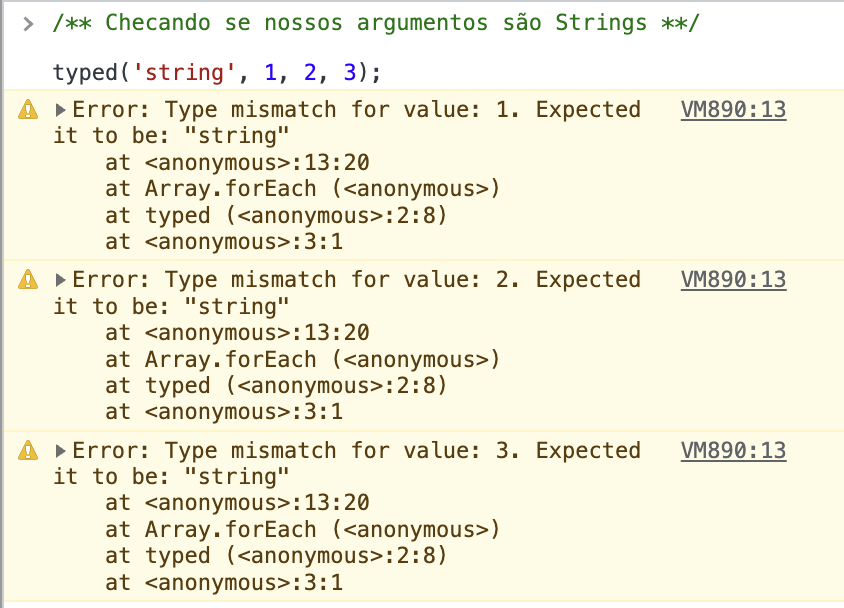 > /** Checando se nossos argumentos são Strings **/
typed('string', 1, 2, 3);
Error: Type mismatch for value: 1. Expected VM890:13
it to be: "string"
at <anonymous>:13:20
at Array.forEach (<anonymous>)
at typed (<anonymous>:2:8)
at <anonymous>:3:1
Error: Type mismatch for value: 2. Expected VM890:13
it to be: "string"
at <anonymous>:13:20
at Array.forEach (<anonymous>)
at typed (<anonymous>:2:8)
at <anonymous>:3:1
Error: Type mismatch for value: 3. Expected VM890:13
it to be: "string"
at <anonymous>:13:20
at Array.forEach (<anonymous>)
at typed (<anonymous>:2:8)
at <anonymous>:3:1